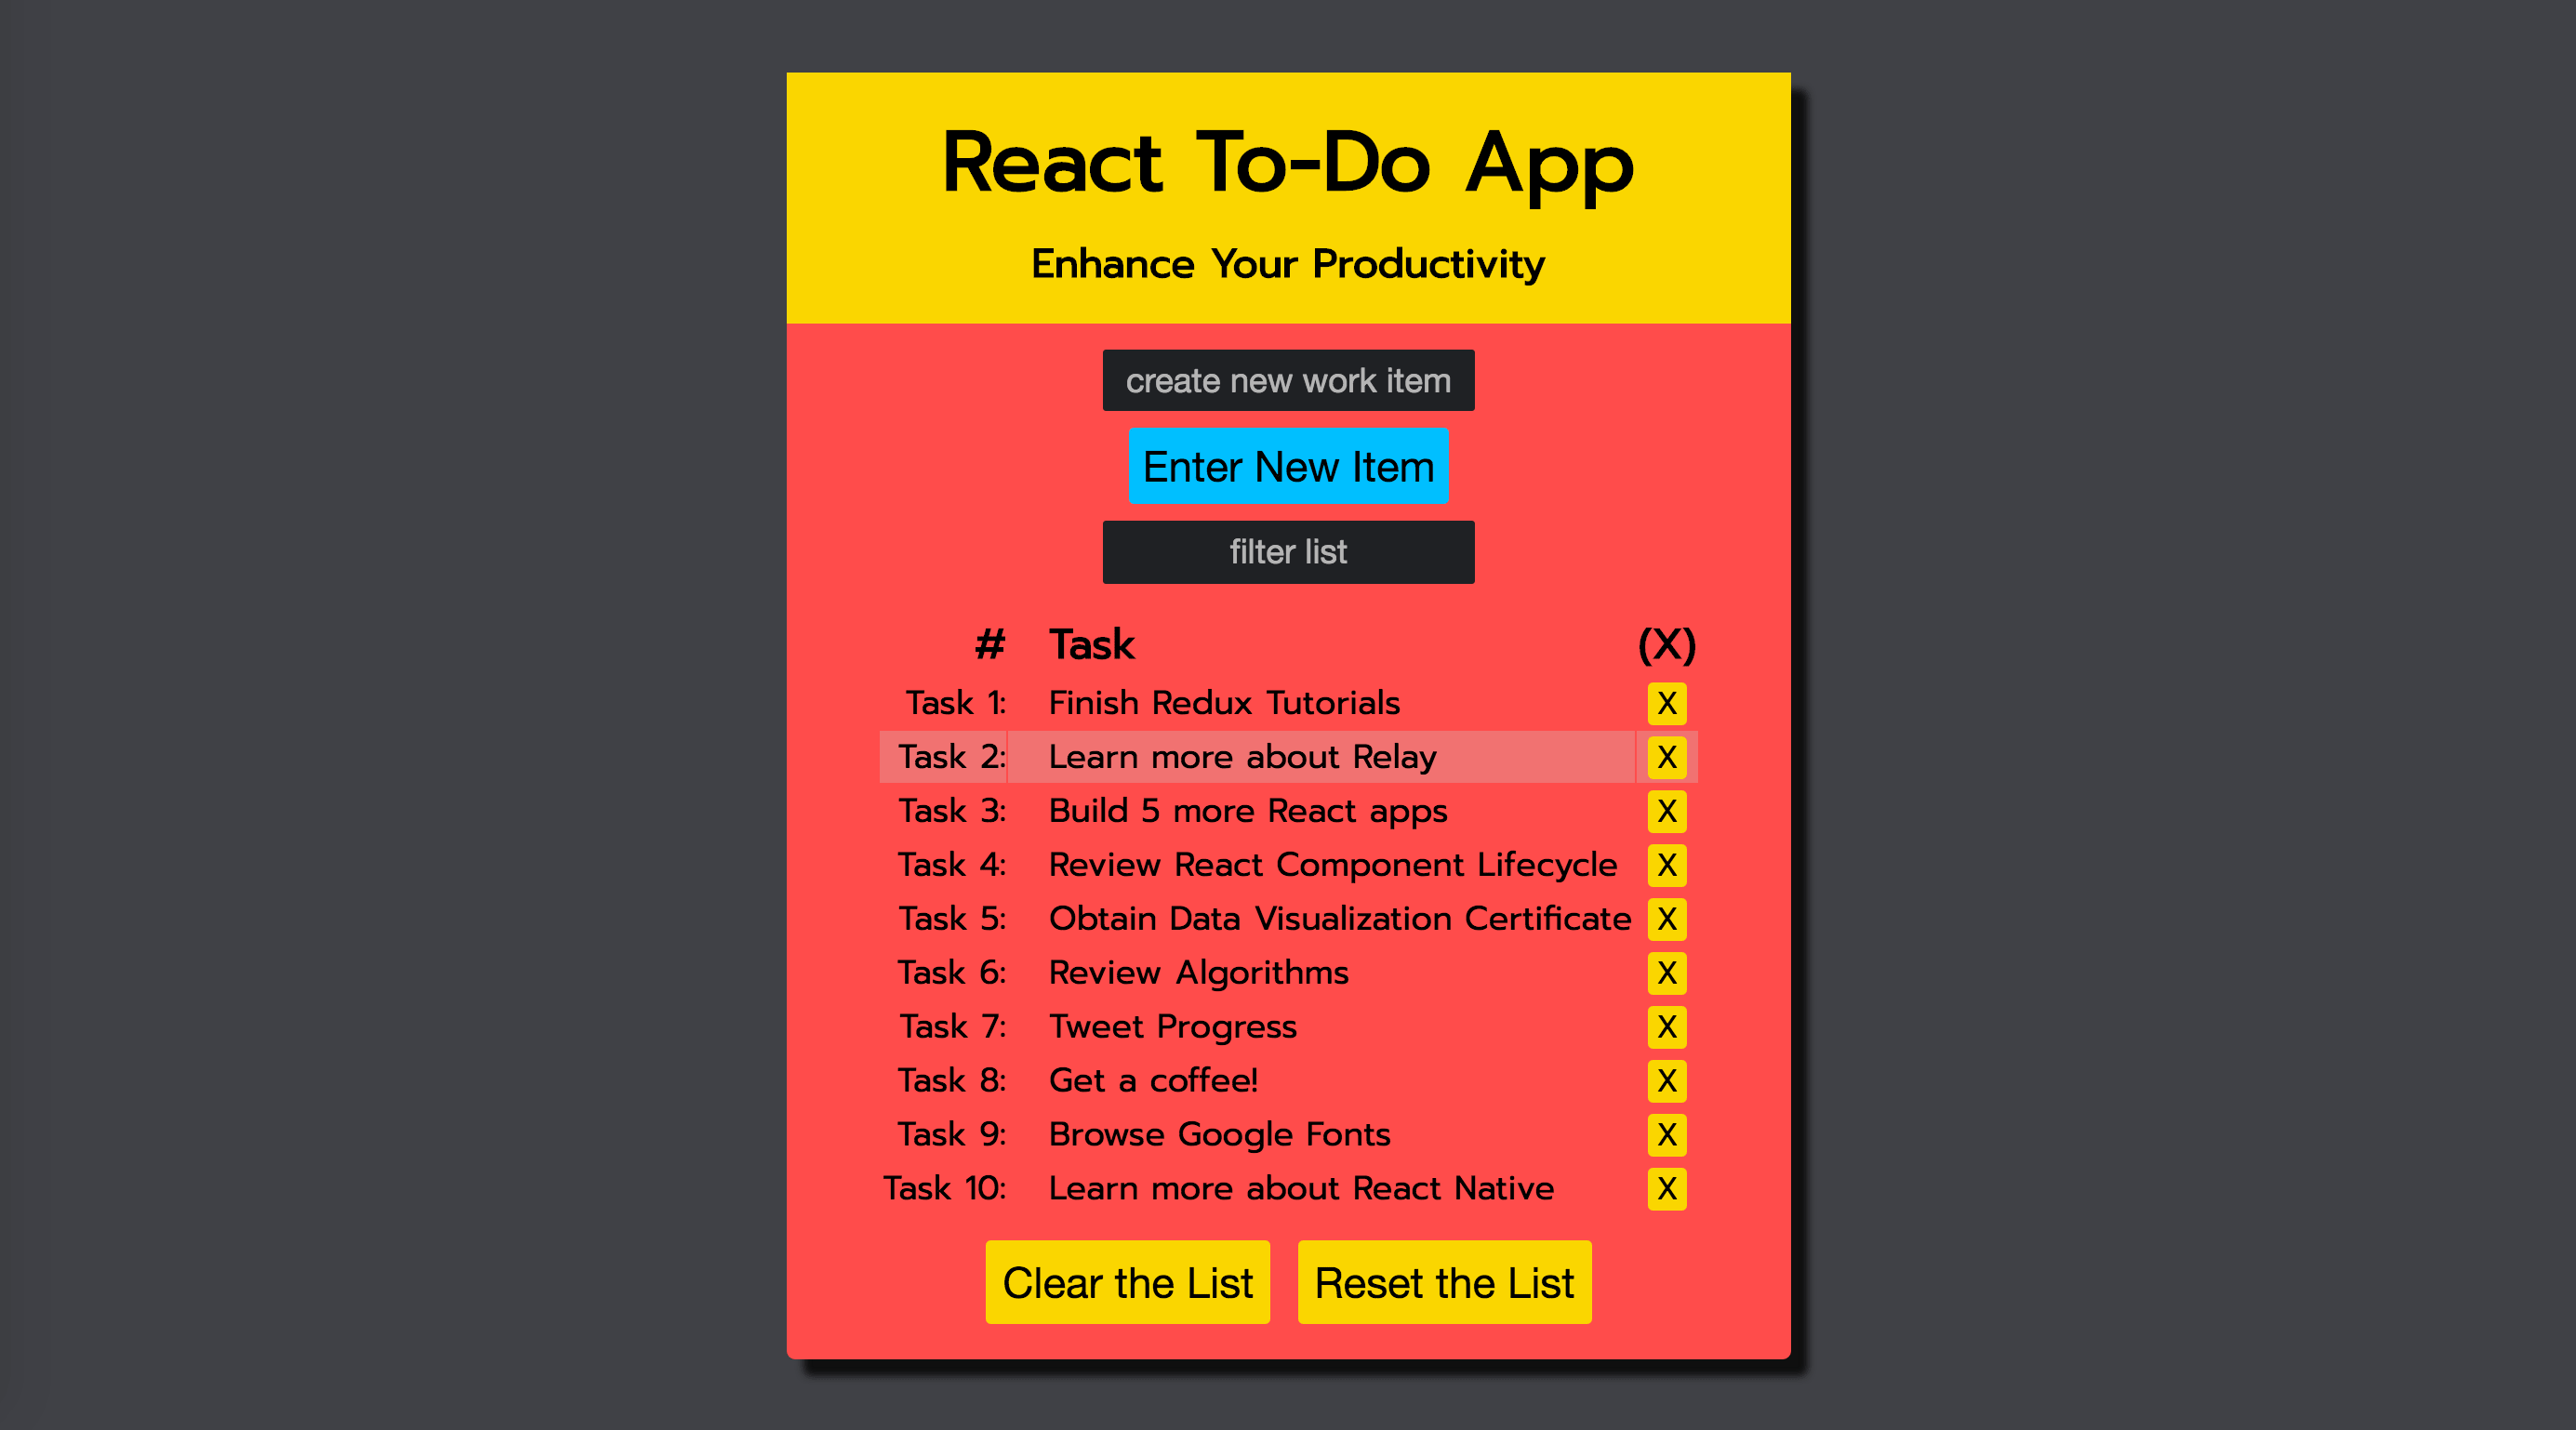 React To-Do App
Enhance Your Productivity
create new work item
Enter New Item
filter list
# Task (X)
Task 1: Finish Redux Tutorials X
Task 2: Learn more about Relay X
Task 3: Build 5 more React apps X
Task 4: Review React Component Lifecycle X
Task 5: Obtain Data Visualization Certificate X
Task 6: Review Algorithms X
Task 7: Tweet Progress X
Task 8: Get a coffee! X
Task 9: Browse Google Fonts X
Task 10: Learn more about React Native X
Clear the List Reset the List